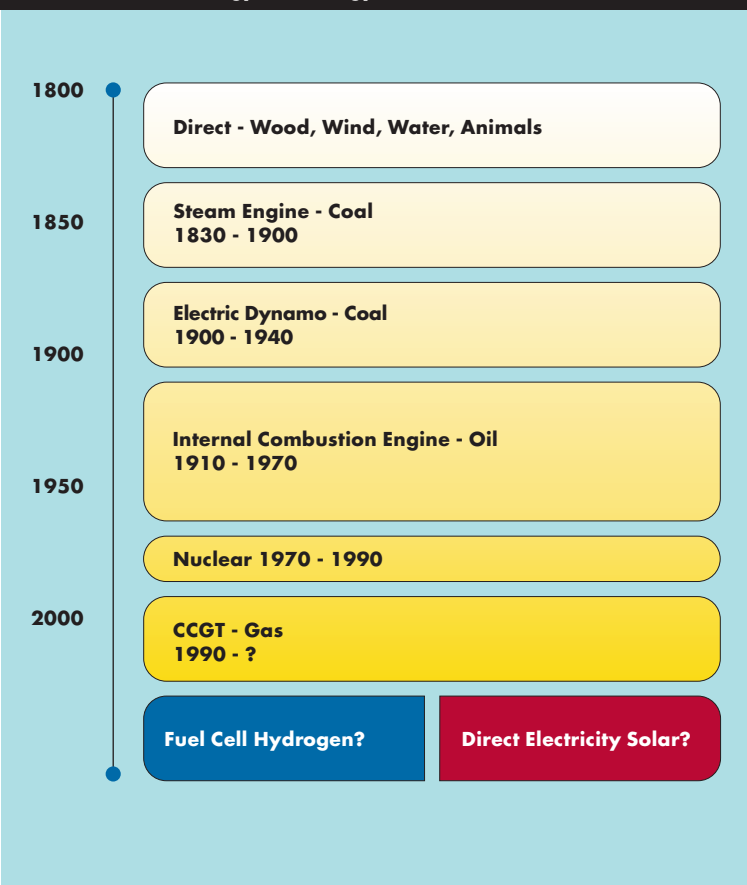 1800
Direct - Wood, Wind, Water, Animals
1850
Steam Engine - Coal
1830 - 1900
Electric Dynamo - Coal
1900 - 1940
1900
Internal Combustion Engine - Oil
1910 - 1970
1950
Nuclear 1970 - 1990
2000
CCGT - Gas
1990 - ?
Fuel Cell Hydrogen?
Direct Electricity Solar?